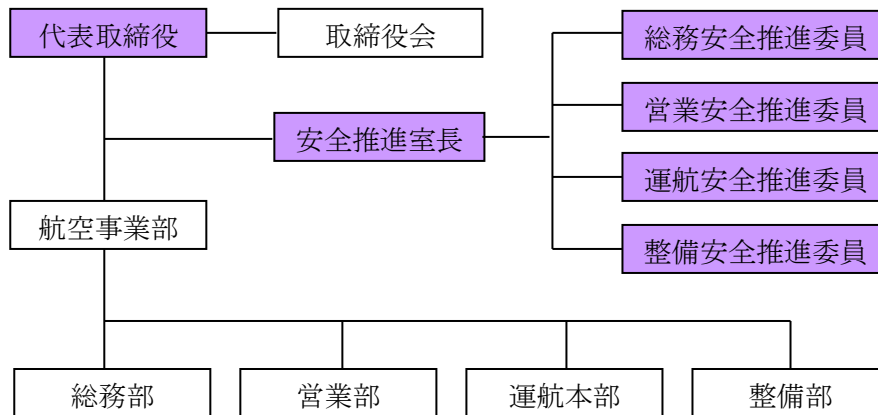 代表取締役
取締役会
総務安全推進委員
営業安全推進委員
安全推進室長
運航安全推進委員
航空事業部
整備安全推進委員
総務部
営業部
運航本部
整備部